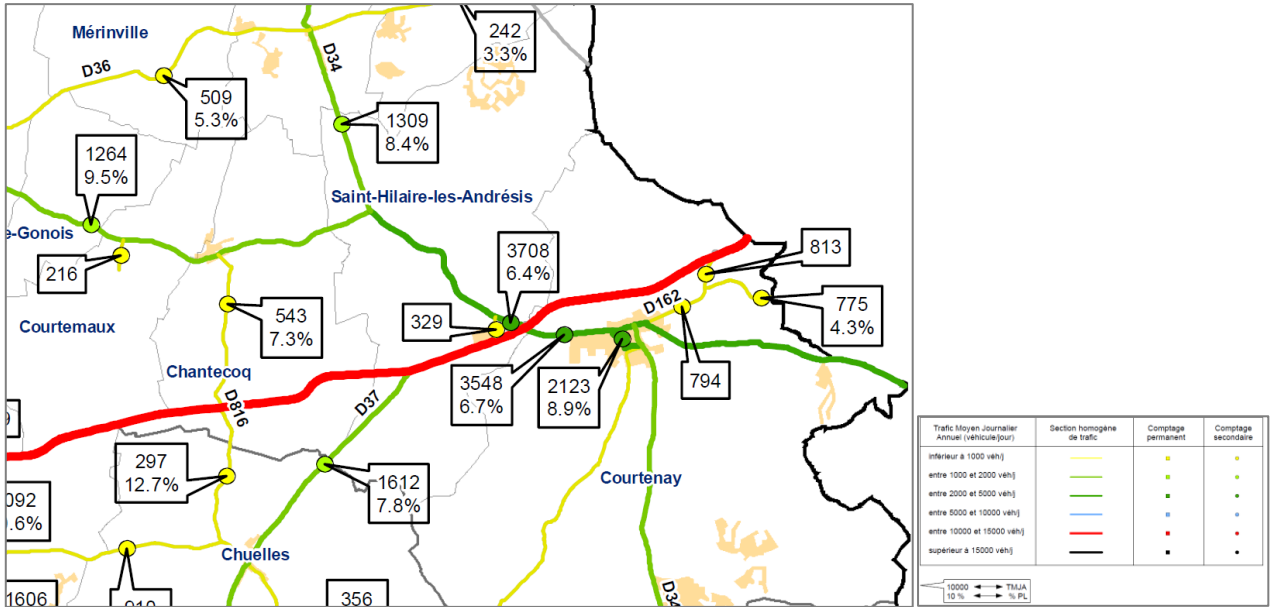 Mérinville
D36
D34
242
3.3%
509
5.3%
1309
8.4%
1264
9.5%
Saint-Hilaire-les-Andrésis
e-Gonois
216
3708
6.4%
813
D162
775
4.3%
Courtemaux
543
7.3%
329
Chantecq
3548
6.7%
2123
8.9%
794
D37
D816
9
297
12.7%
1612
7.8%
Courtenay
092
.6%
Chuelles
1606
919
356
D34
Trafic Moyen Journalier
Annuel (véhicule/jour)
Section homogène
de trafic
Comptage
permanent
Comptage
secondaire
inférieur à 1000 véh/j
entre 1000 et 2000 véh/j
entre 2000 et 5000 véh/j
entre 5000 et 10000 véh/j
entre 10000 et 15000 véh/j
supérieur à 15000 véh/j
10000 TMJA
10 % % PL